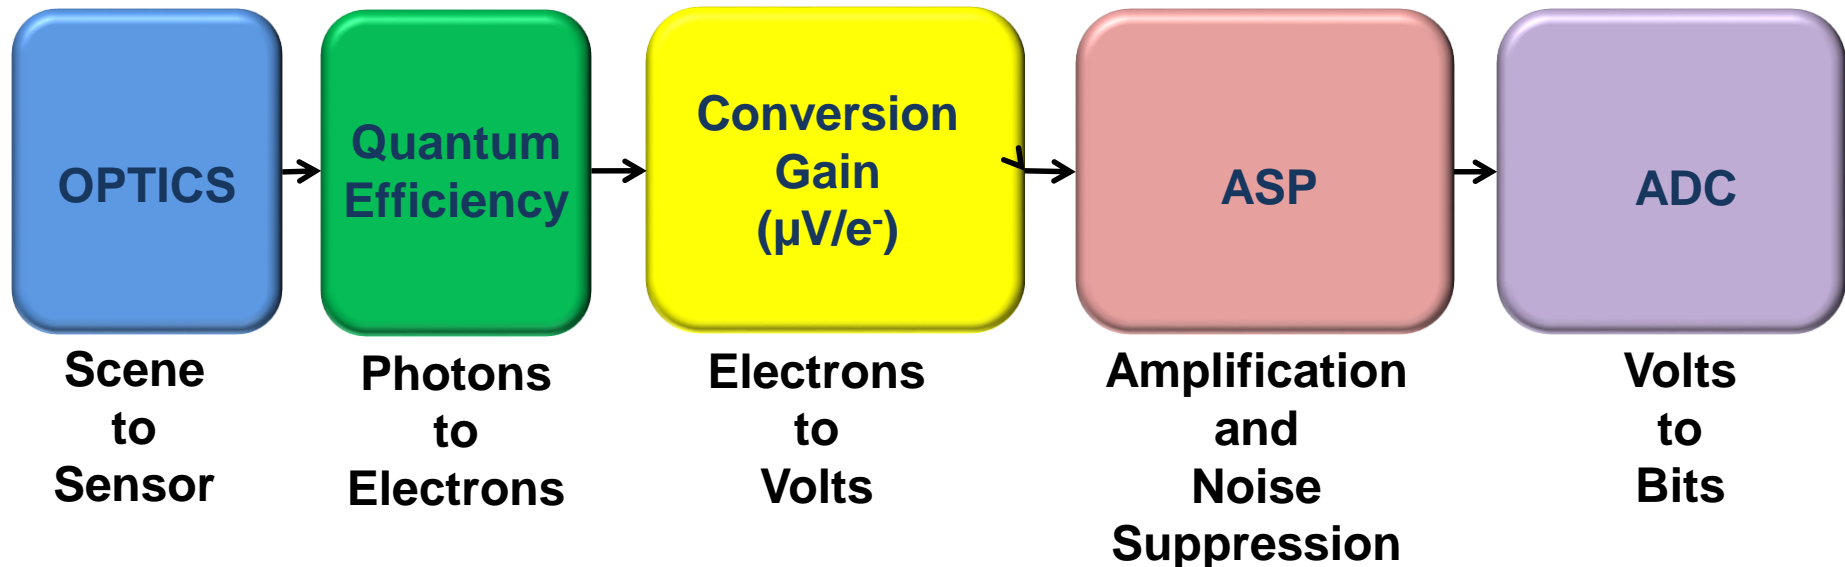 OPTICS
Quantum
Efficiency
Conversion
Gain
(µV/e⁻)
ASP
ADC
Scene
to
Sensor
Photons
to
Electrons
Electrons
to
Volts
Amplification
and
Noise
Suppression
Volts
to
Bits